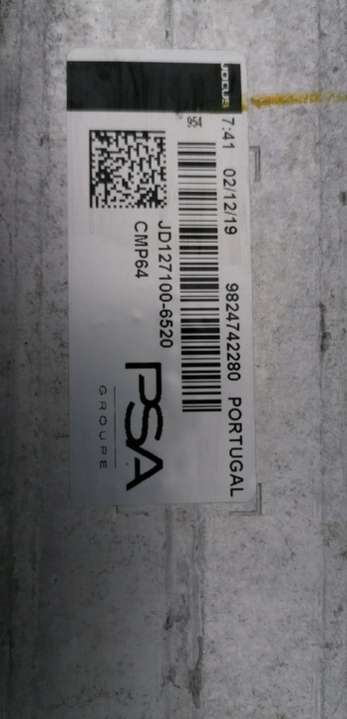 7:41 02/12/19 9824742280 PORTUGAL
954
JD127100-6520
CMP64
PSA
GROUPE